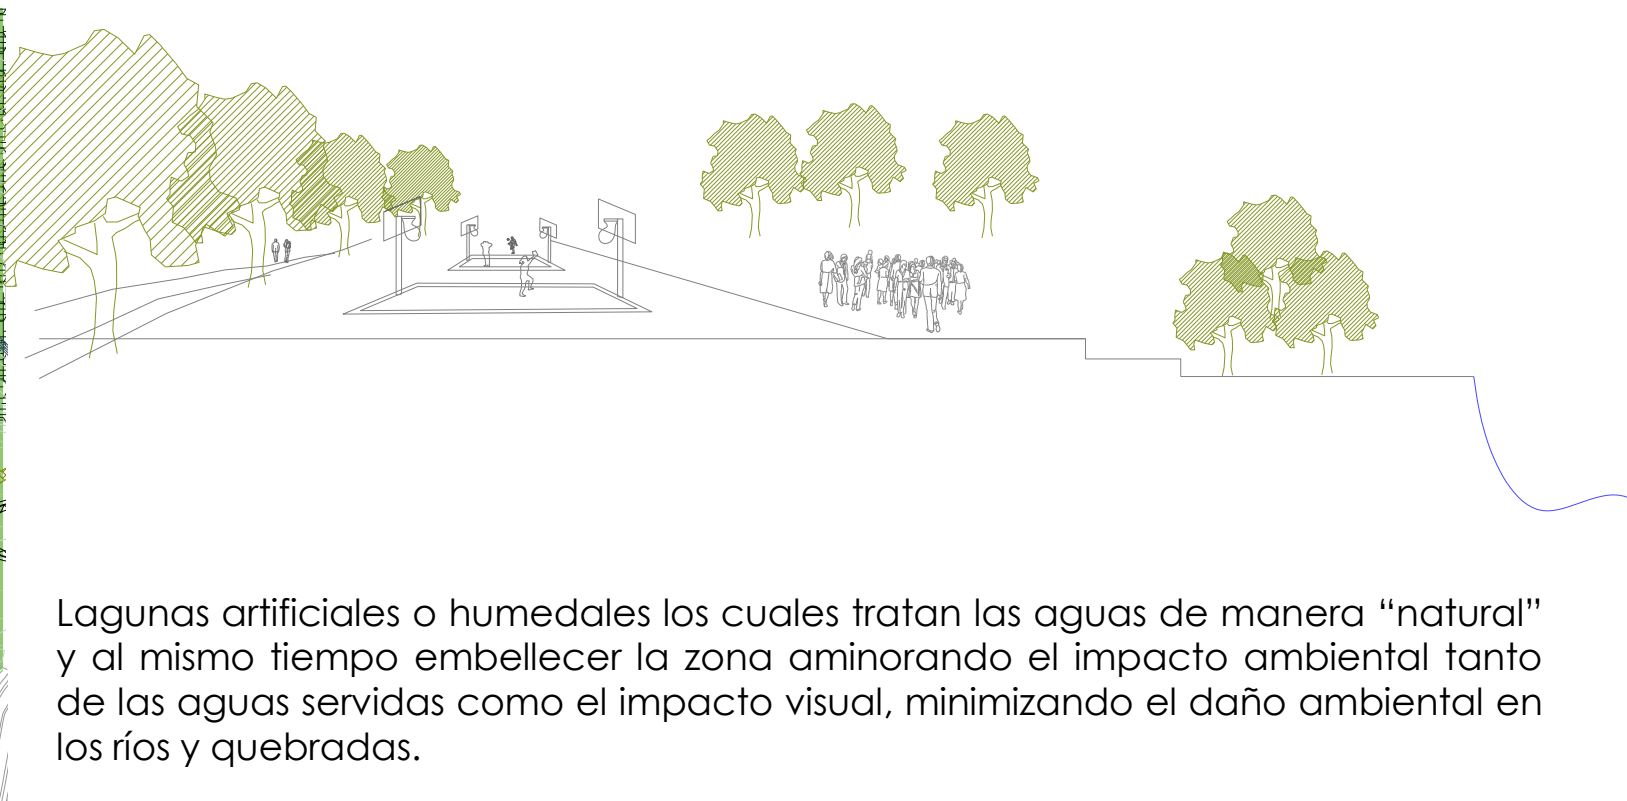 Lagunas artificiales o humedales los cuales tratan las aguas de manera “natural”
y al mismo tiempo embellecer la zona aminorando el impacto ambiental tanto
de las aguas servidas como el impacto visual, minimizando el daño ambiental en
los ríos y quebradas.